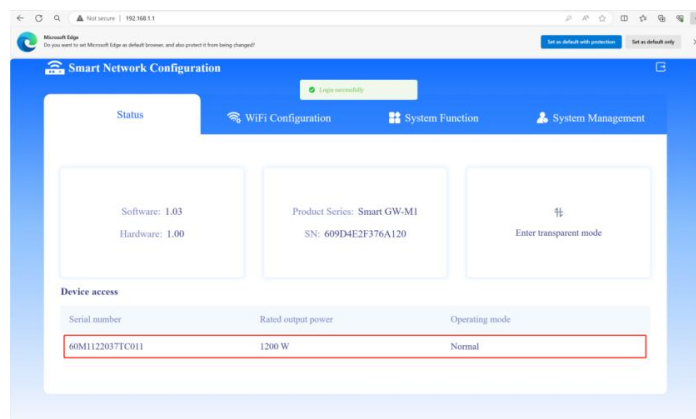 Not secure | 192.168.1.1
Microsoft Edge
Do you want to set Microsoft Edge as default browser, and also protect it from being changed?
Set as default with protection
Set as default only
Smart Network Configuration
Login successfully
Status
WiFi Configuration
System Function
System Management
Software: 1.03
Hardware: 1.00
Product Series: Smart GW-M1
SN: 609D4E2F376A120
Enter transparent mode
Device access
Serial number
Rated output power
Operating mode
60M1122037TC011
1200 W
Normal